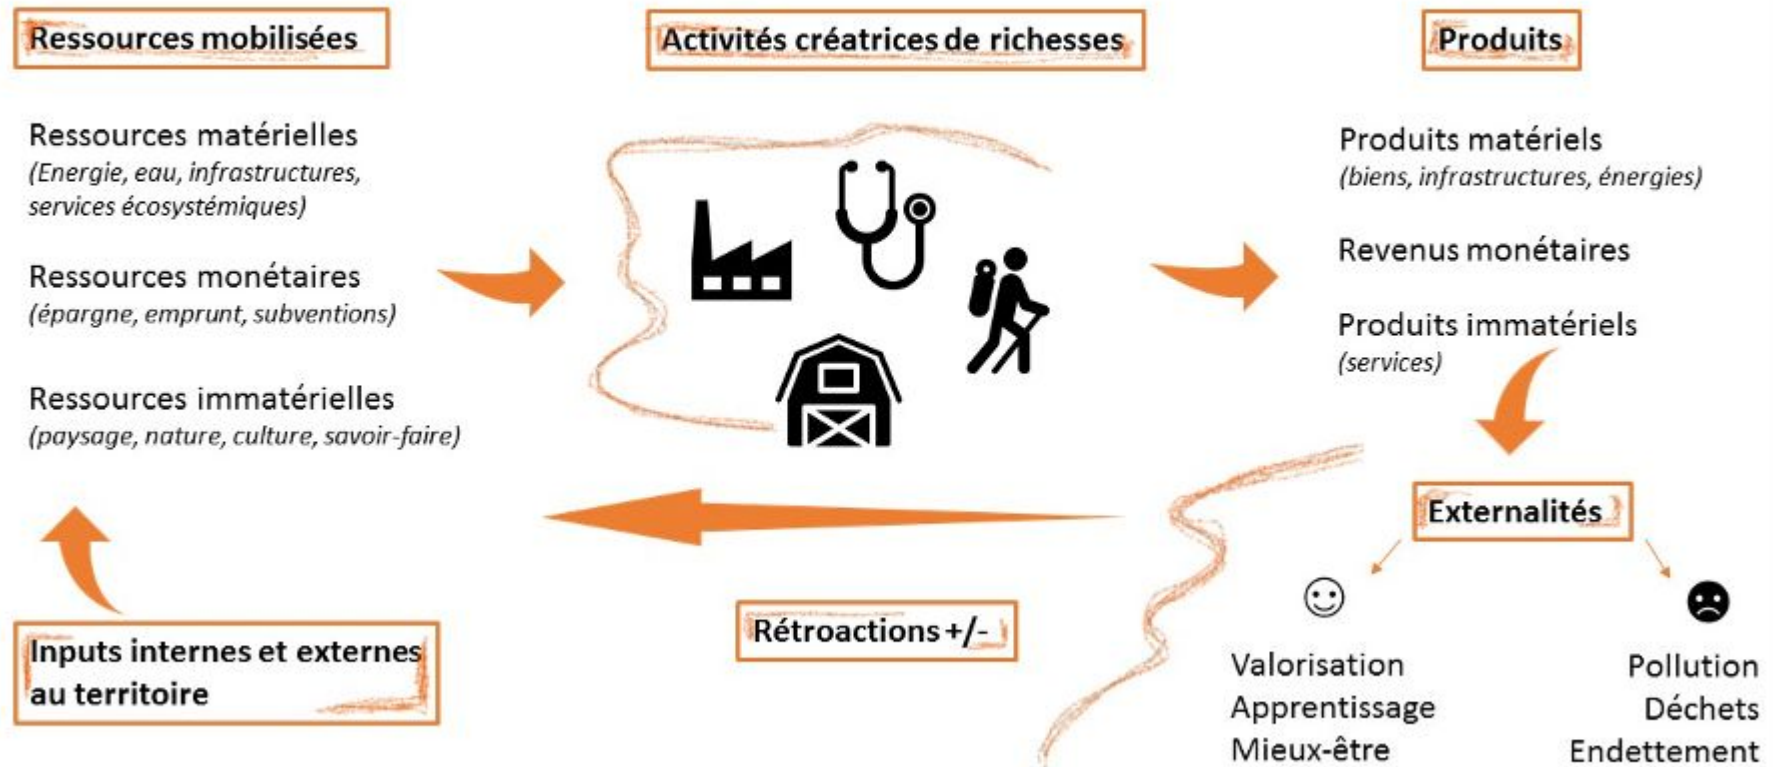 Ressources mobilisées
Ressources matérielles
(Energie, eau, infrastructures,
services écosystémiques)
Ressources monétaires
(épargne, emprunt, subventions)
Ressources immatérielles
(paysage, nature, culture, savoir-faire)
Inputs internes et externes
au territoire
Activités créatrices de richesses
Rétroactions +/-
Produits
Produits matériels
(biens, infrastructures, énergies)
Revenus monétaires
Produits immatériels
(services)
Externalités
Valorisation
Apprentissage
Mieux-être
Pollution
Déchets
Endettement